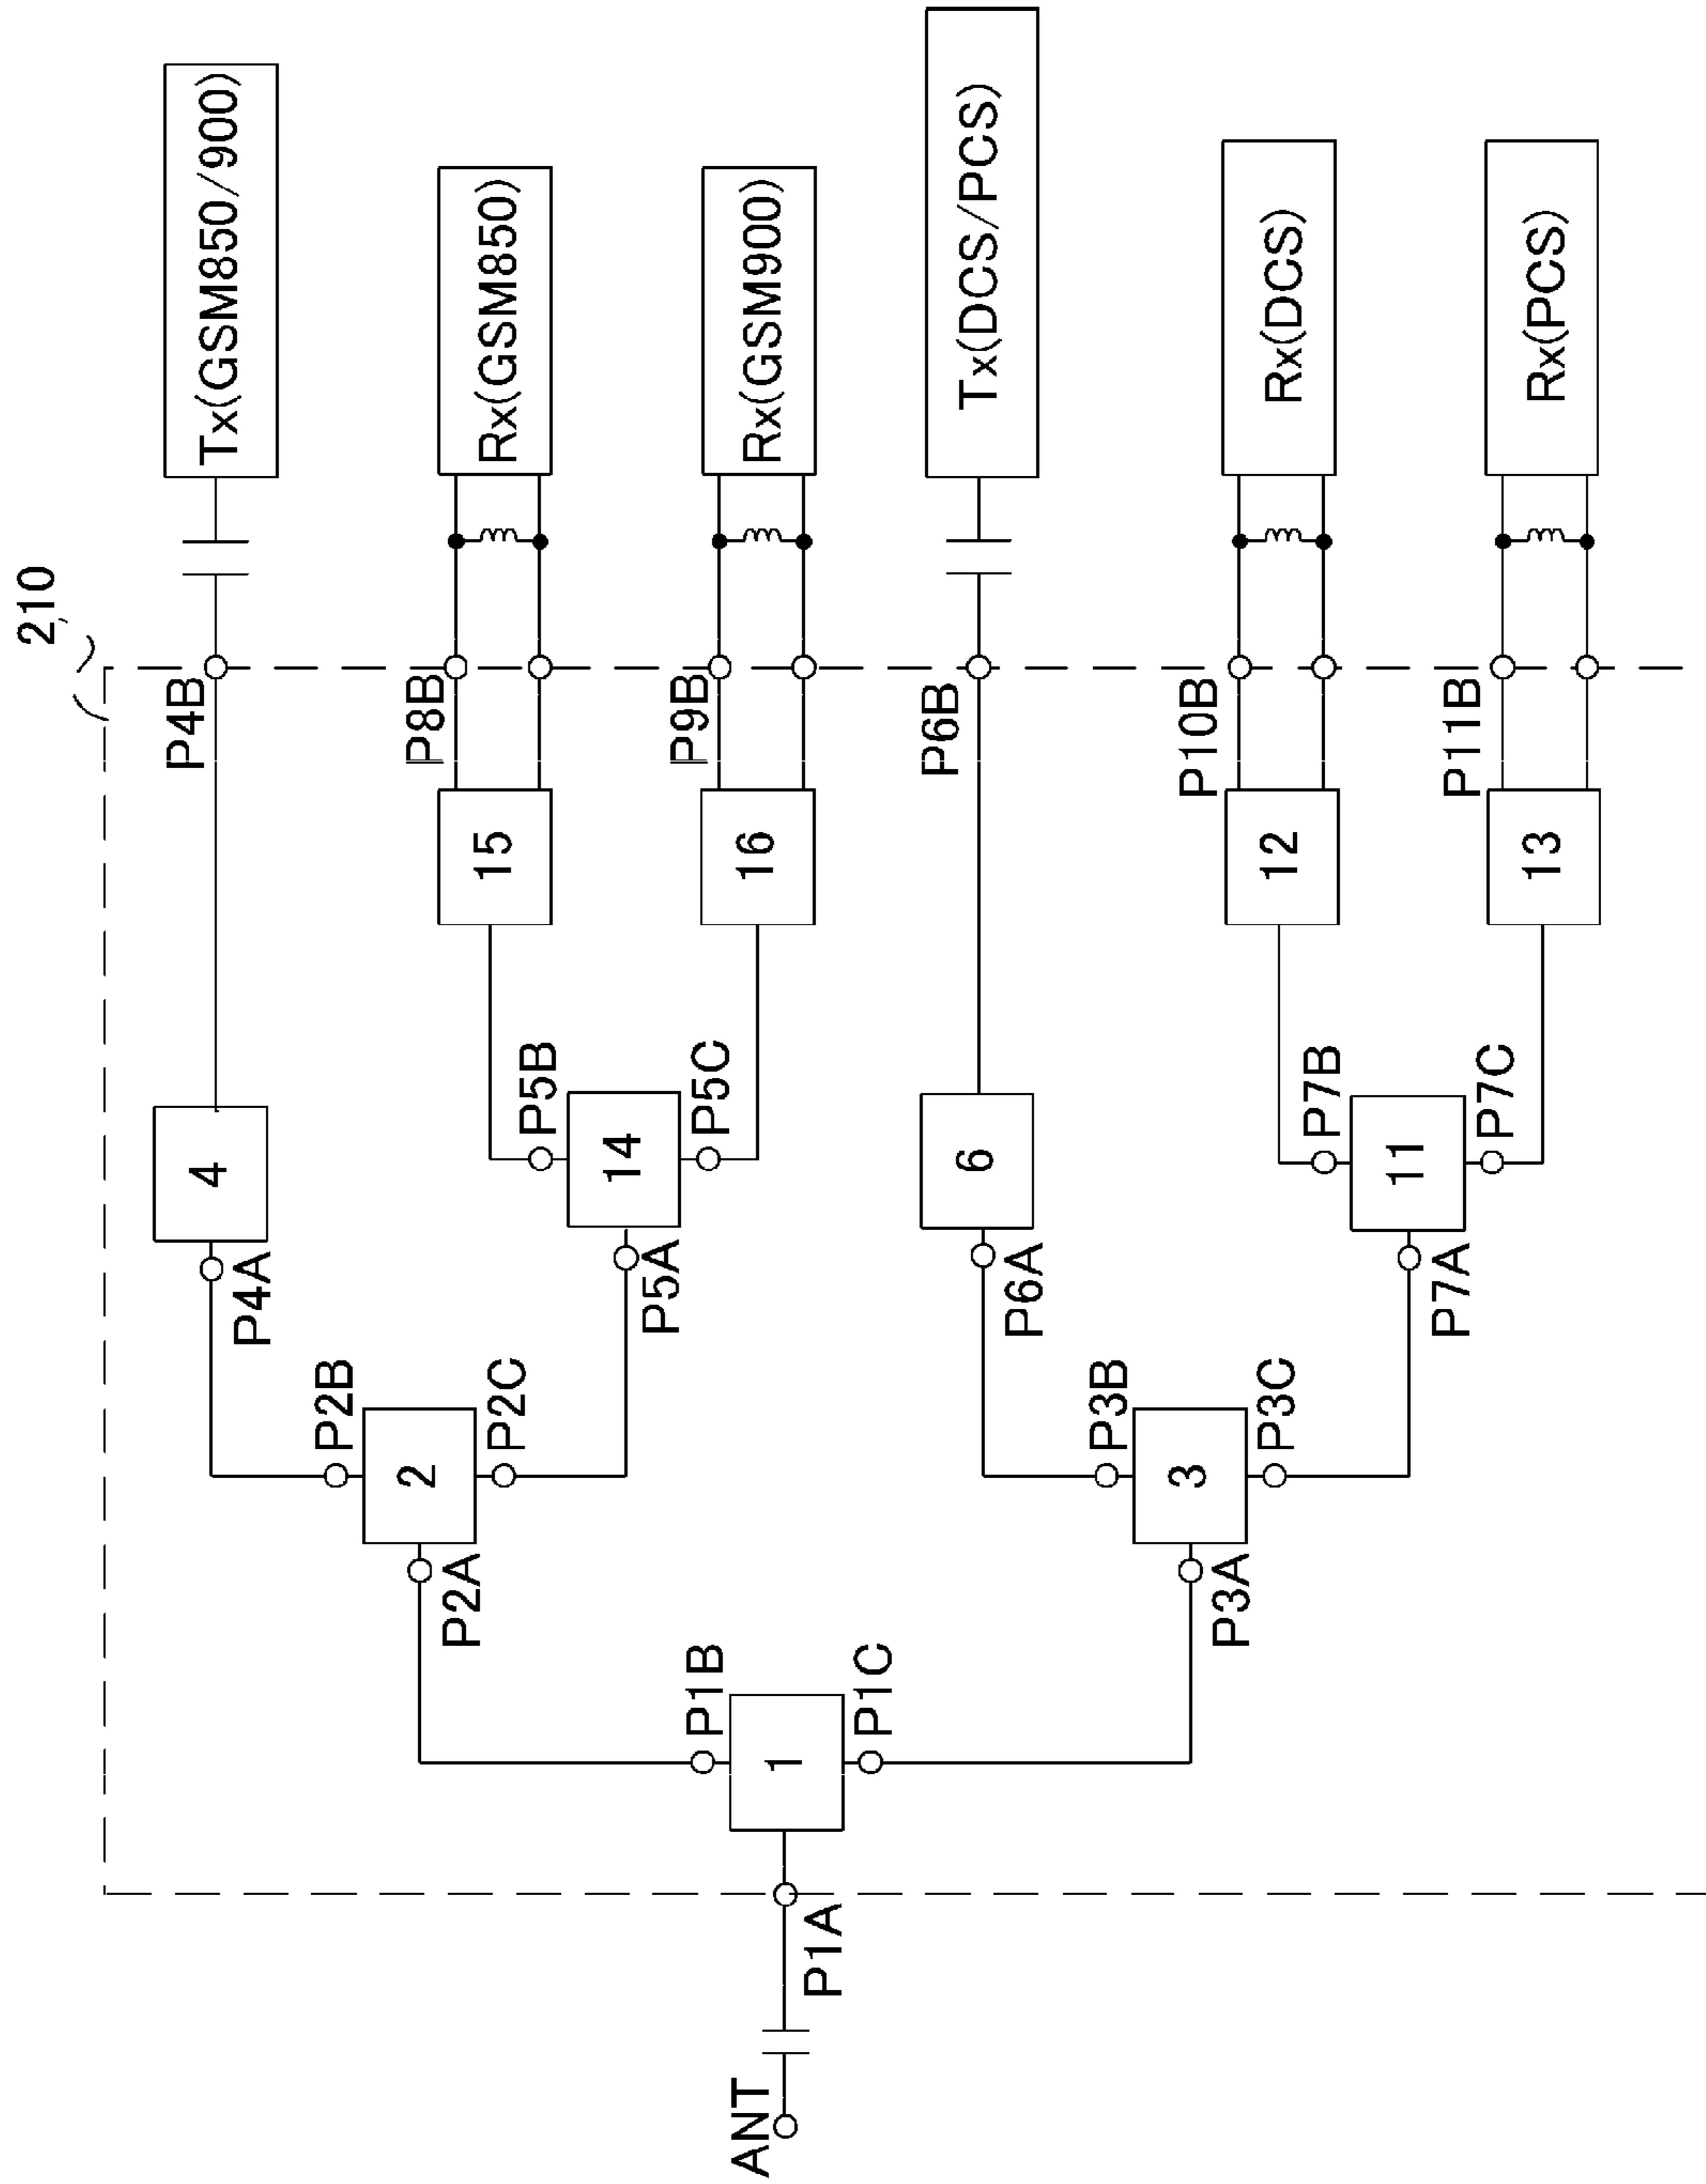 210
Tx(GSM850/900)
Rx(GSM850)
Rx(GSM900)
Tx(DCS/PCS)
Rx(DCS)
Rx(PCS)
P4B
P8B
P9B
P6B
P10B
P11B
15
16
12
13
4
P5B
14
P5C
6
P7B
11
P7C
P4A
P5A
P6A
P7A
P2B
2
P2C
P3B
3
P3C
P2A
P3A
P1B
1
P1C
P1A
ANT